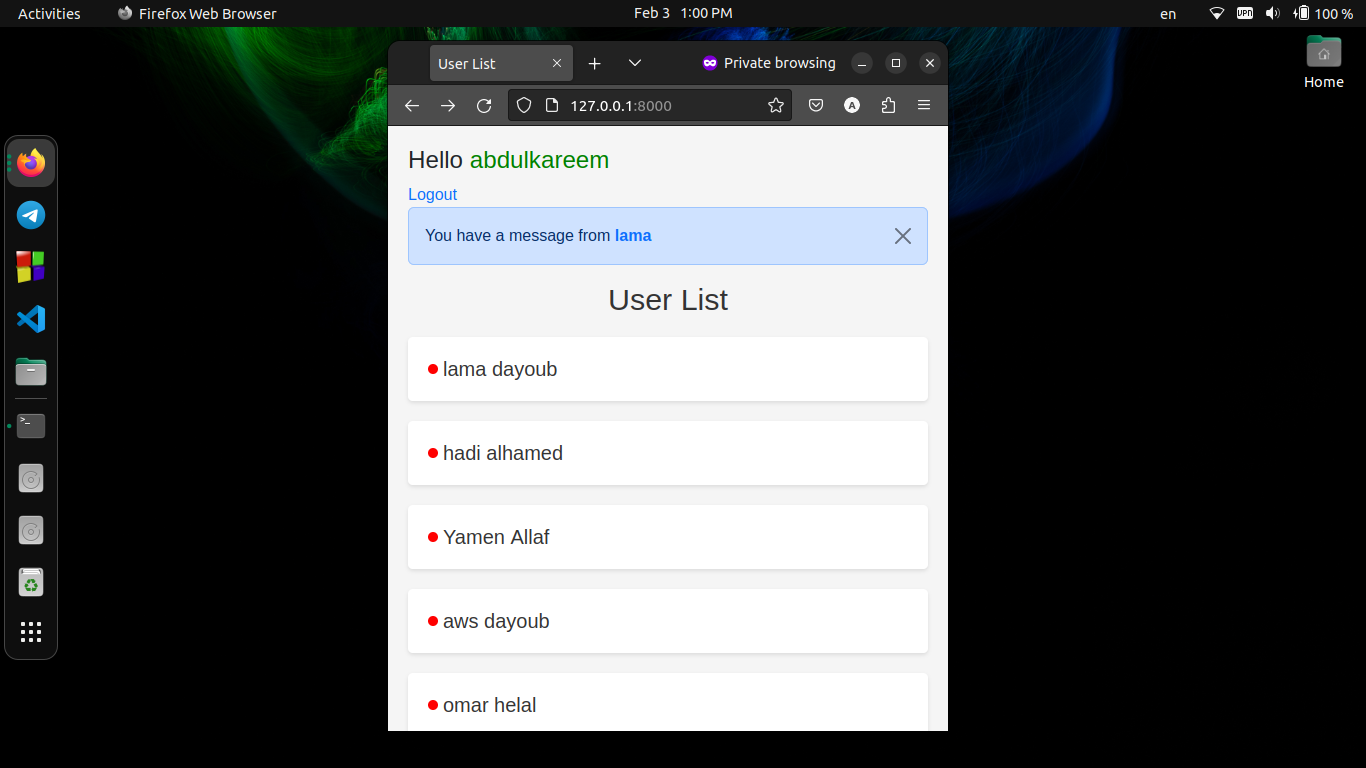 Activities Firefox Web Browser Feb 3 1:00 PM en VPN 100 %
Home
User List Private browsing
127.0.0.1:8000 A
Hello abdulkareem
Logout
You have a message from lama
User List
lama dayoub
hadi alhamed
Yamen Allaf
aws dayoub
omar helal
>_